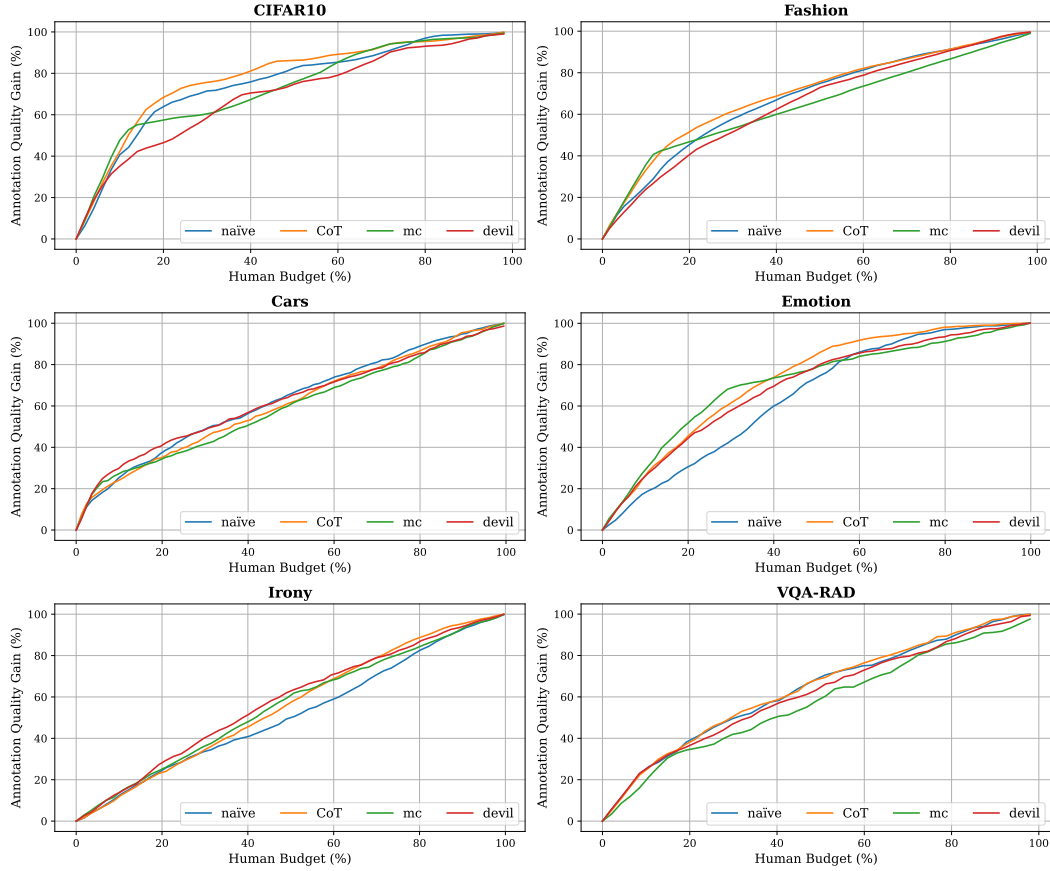 CIFAR10
Annotation Quality Gain (%)
100
80
60
40
20
0
naïve CoT mc devil
0 20 40 60 80 100
Human Budget (%)
Fashion
Annotation Quality Gain (%)
100
80
60
40
20
0
naïve CoT mc devil
0 20 40 60 80 100
Human Budget (%)
Cars
Annotation Quality Gain (%)
100
80
60
40
20
0
naïve CoT mc devil
0 20 40 60 80 100
Human Budget (%)
Emotion
Annotation Quality Gain (%)
100
80
60
40
20
0
naïve CoT mc devil
0 20 40 60 80 100
Human Budget (%)
Irony
Annotation Quality Gain (%)
100
80
60
40
20
0
naïve CoT mc devil
0 20 40 60 80 100
Human Budget (%)
VQA-RAD
Annotation Quality Gain (%)
100
80
60
40
20
0
naïve CoT mc devil
0 20 40 60 80 100
Human Budget (%)